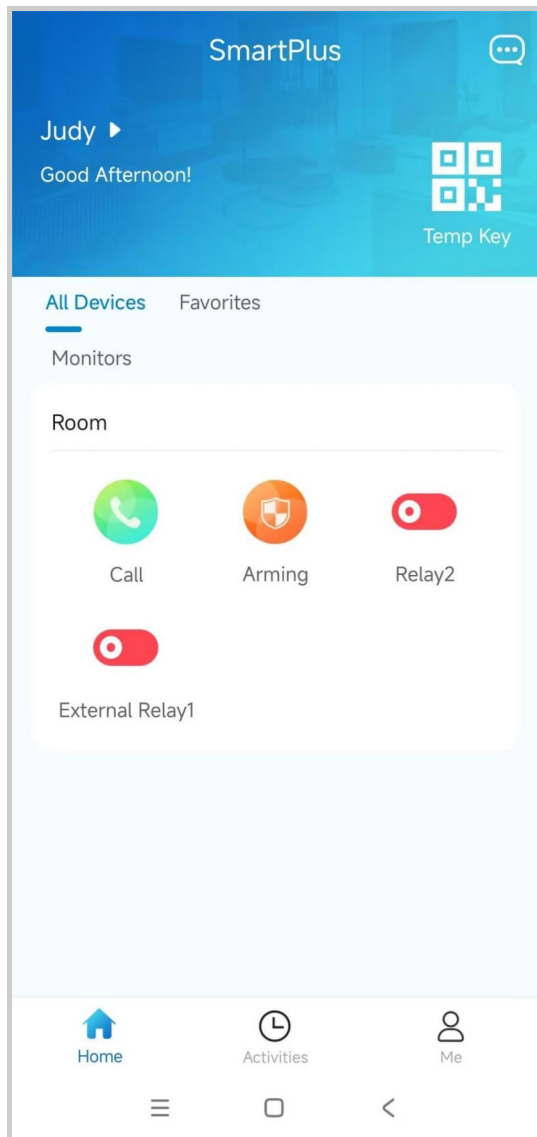 SmartPlus
Judy
Good Afternoon!
Temp Key
All Devices Favorites
Monitors
Room
Call Arming Relay2
External Relay1
Home Activities Me